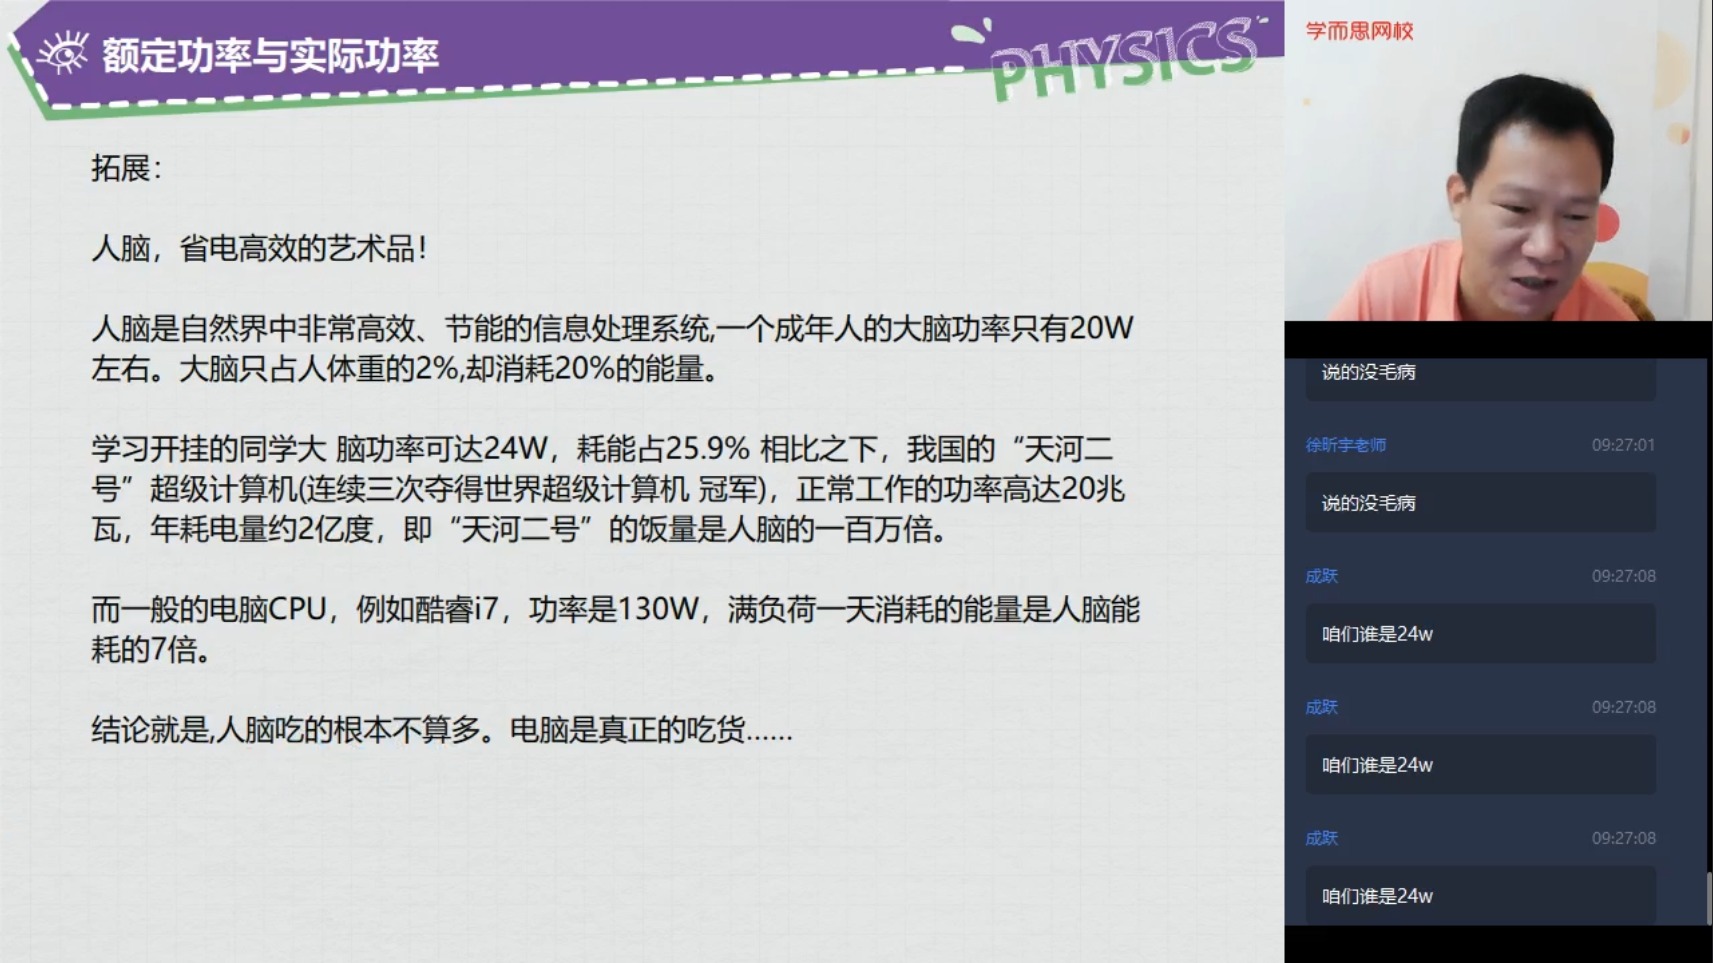 额定功率与实际功率
PHYSICS
拓展：
人脑，省电高效的艺术品！
人脑是自然界中非常高效、节能的信息处理系统,一个成年人的大脑功率只有20W
左右。大脑只占人体重的2%,却消耗20%的能量。
学习开挂的同学大 脑功率可达24W，耗能占25.9% 相比之下，我国的“天河二
号”超级计算机(连续三次夺得世界超级计算机 冠军)，正常工作的功率高达20兆
瓦，年耗电量约2亿度，即“天河二号”的饭量是人脑的一百万倍。
而一般的电脑CPU，例如酷睿i7，功率是130W，满负荷一天消耗的能量是人脑能
耗的7倍。
结论就是,人脑吃的根本不算多。电脑是真正的吃货......
学而思网校
说的没毛病
徐昕宇老师 09:27:01
说的没毛病
成跃 09:27:08
咱们谁是24w
成跃 09:27:08
咱们谁是24w
成跃 09:27:08
咱们谁是24w